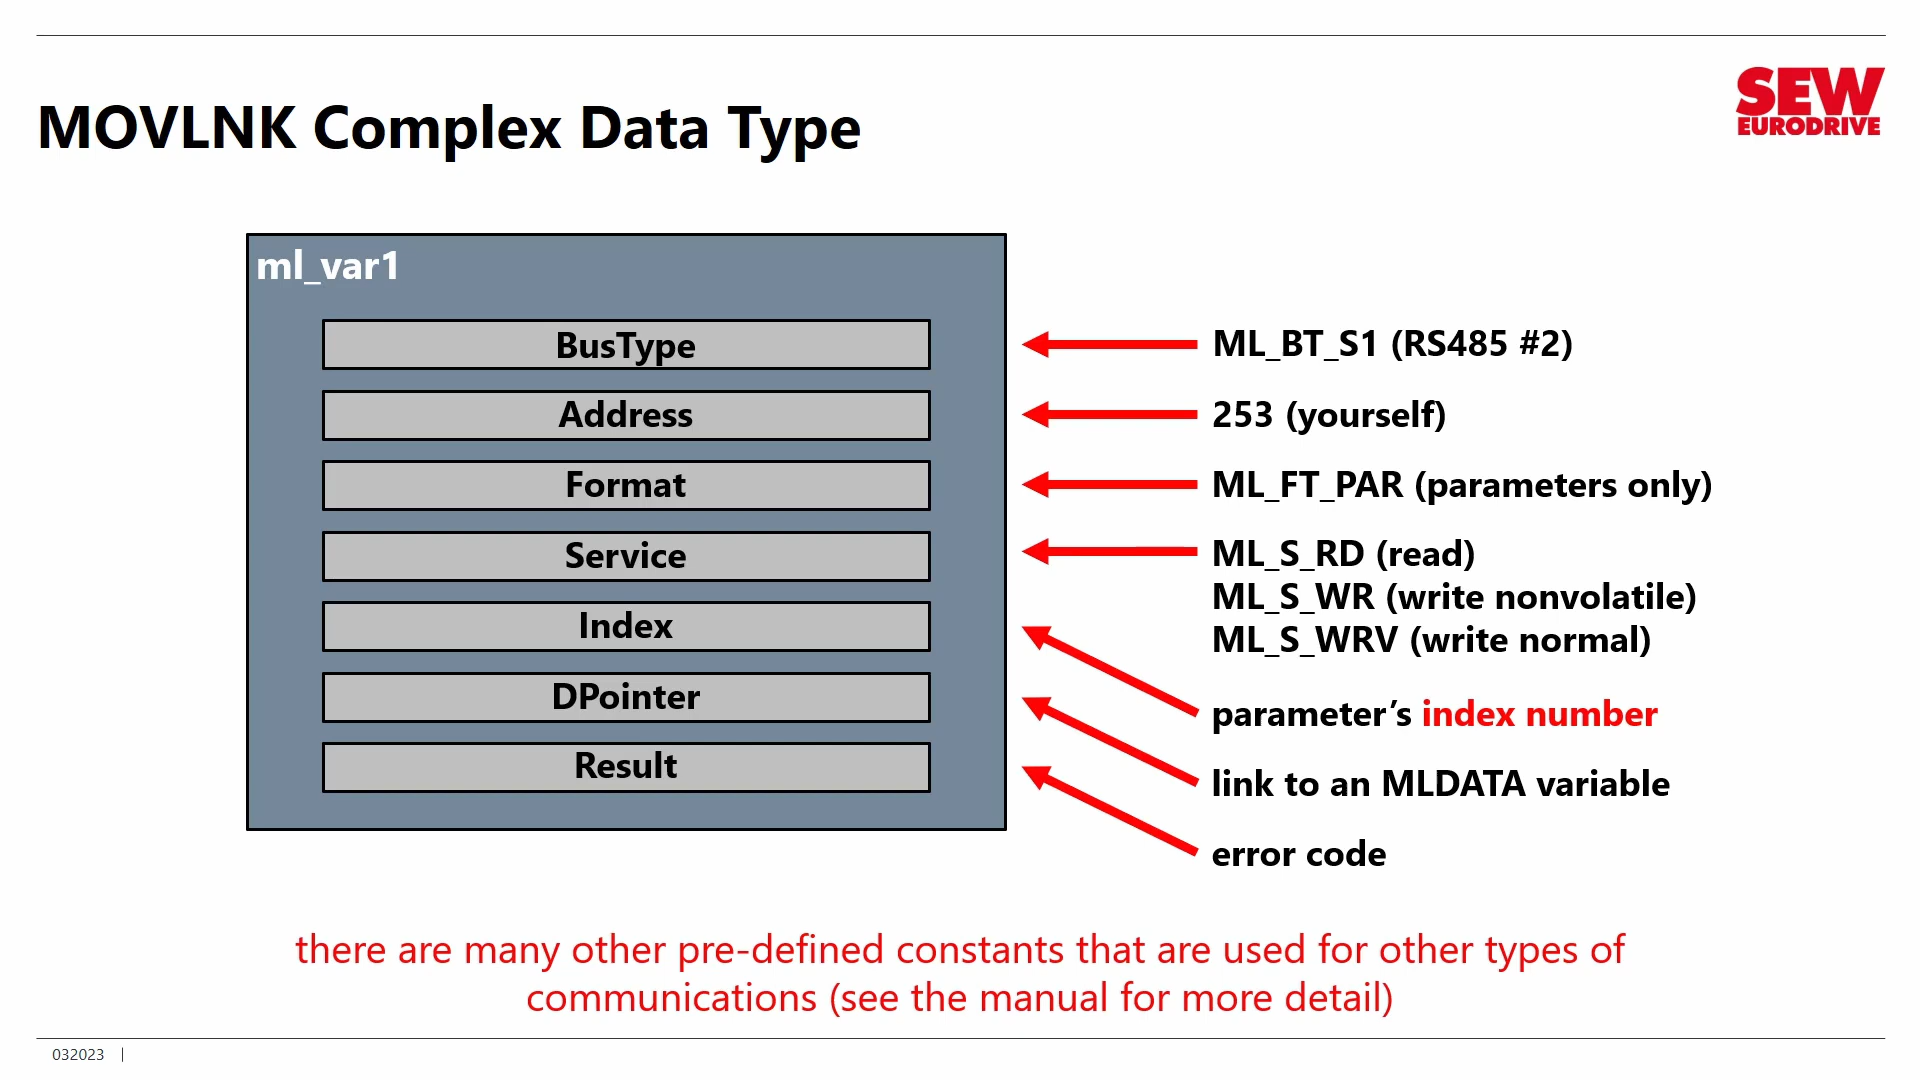 SEW
EURODRIVE
MOVLNK Complex Data Type
ml_var1
BusType
ML_BT_S1 (RS485 #2)
Address
253 (yourself)
Format
ML_FT_PAR (parameters only)
Service
ML_S_RD (read)
ML_S_WR (write nonvolatile)
ML_S_WRV (write normal)
Index
parameter’s index number
DPointer
link to an MLDATA variable
Result
error code
there are many other pre-defined constants that are used for other types of
communications (see the manual for more detail)
032023 |